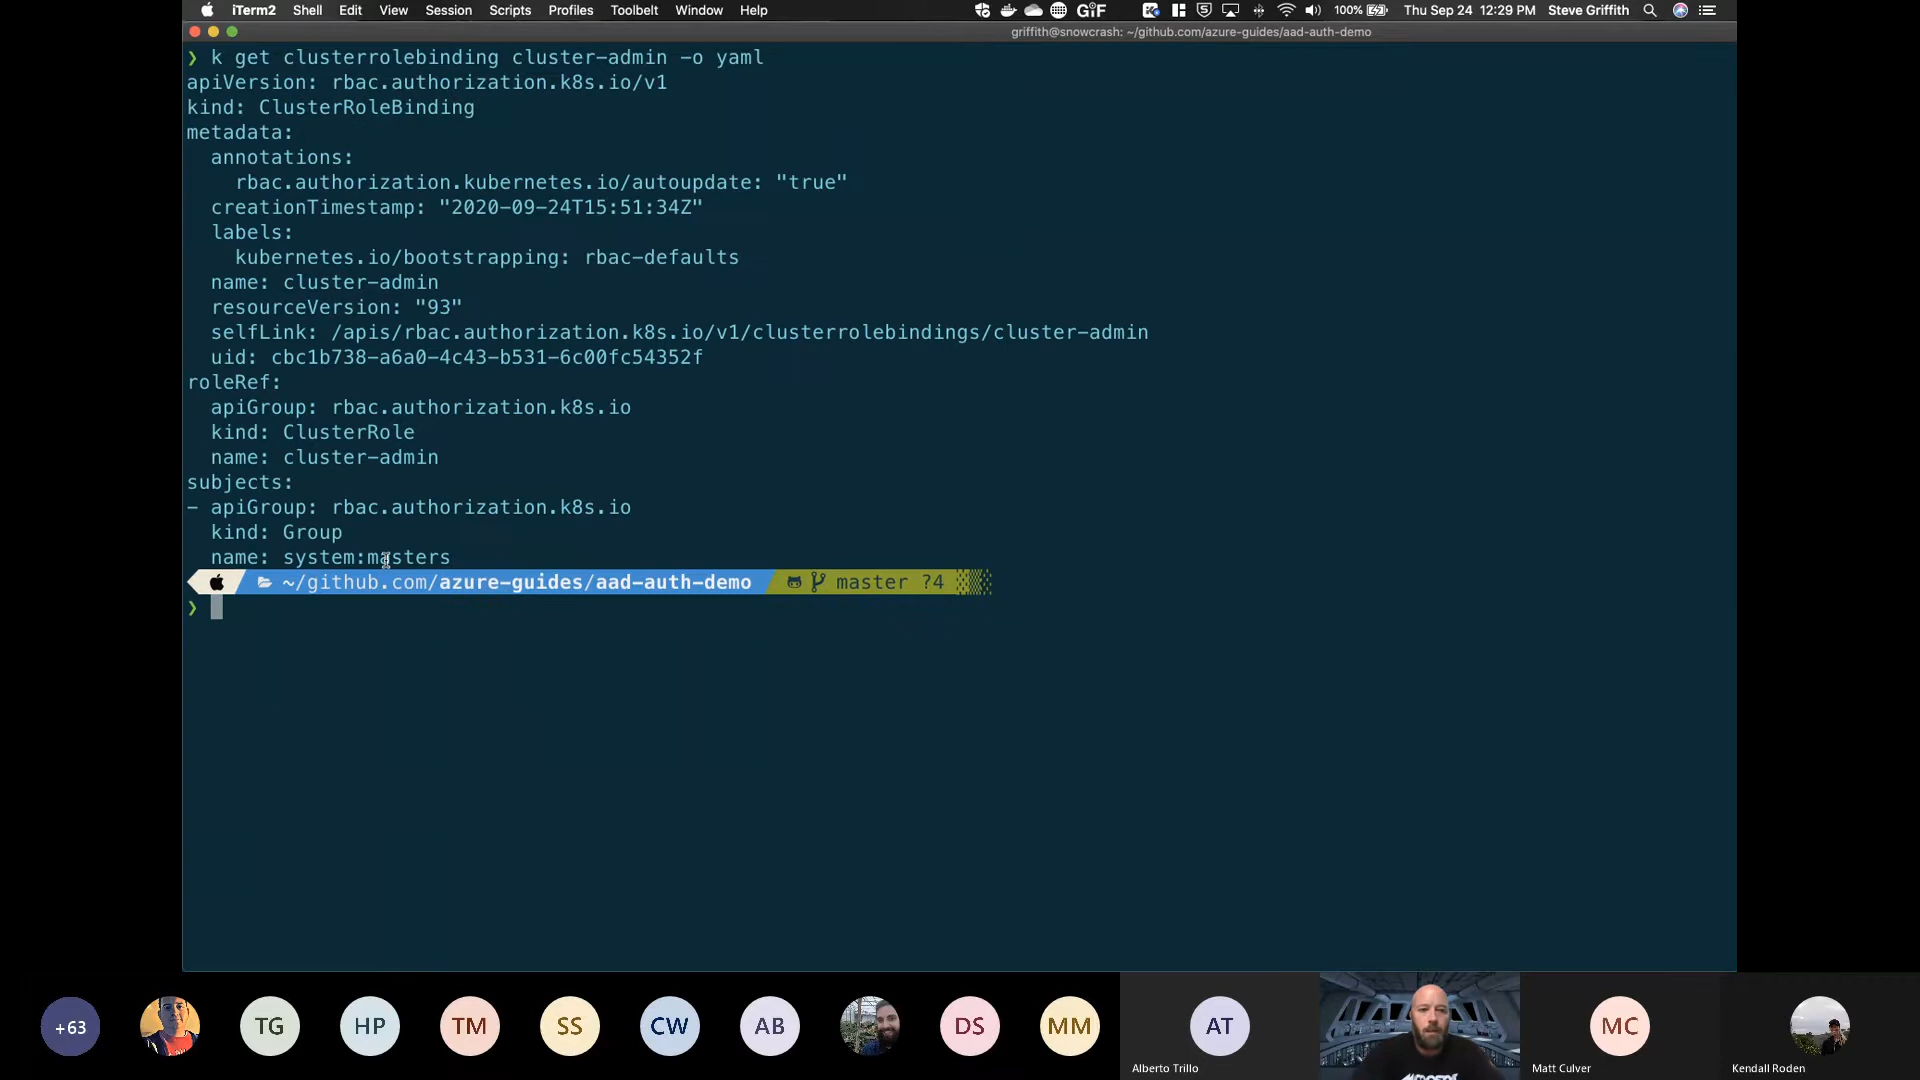 iTerm2 Shell Edit View Session Scripts Profiles Toolbelt Window Help GIF 100% Thu Sep 24 12:29 PM Steve Griffith
griffith@snowcrash: ~/github.com/azure-guides/aad-auth-demo
❯ k get clusterrolebinding cluster-admin -o yaml
apiVersion: rbac.authorization.k8s.io/v1
kind: ClusterRoleBinding
metadata:
  annotations:
    rbac.authorization.kubernetes.io/autoupdate: "true"
  creationTimestamp: "2020-09-24T15:51:34Z"
  labels:
    kubernetes.io/bootstrapping: rbac-defaults
  name: cluster-admin
  resourceVersion: "93"
  selfLink: /apis/rbac.authorization.k8s.io/v1/clusterrolebindings/cluster-admin
  uid: cbc1b738-a6a0-4c43-b531-6c00fc54352f
roleRef:
  apiGroup: rbac.authorization.k8s.io
  kind: ClusterRole
  name: cluster-admin
subjects:
- apiGroup: rbac.authorization.k8s.io
  kind: Group
  name: system:masters
~/github.com/azure-guides/aad-auth-demo master ?4
❯
+63 TG HP TM SS CW AB DS MM AT MC
Alberto Trillo Matt Culver Kendall Roden